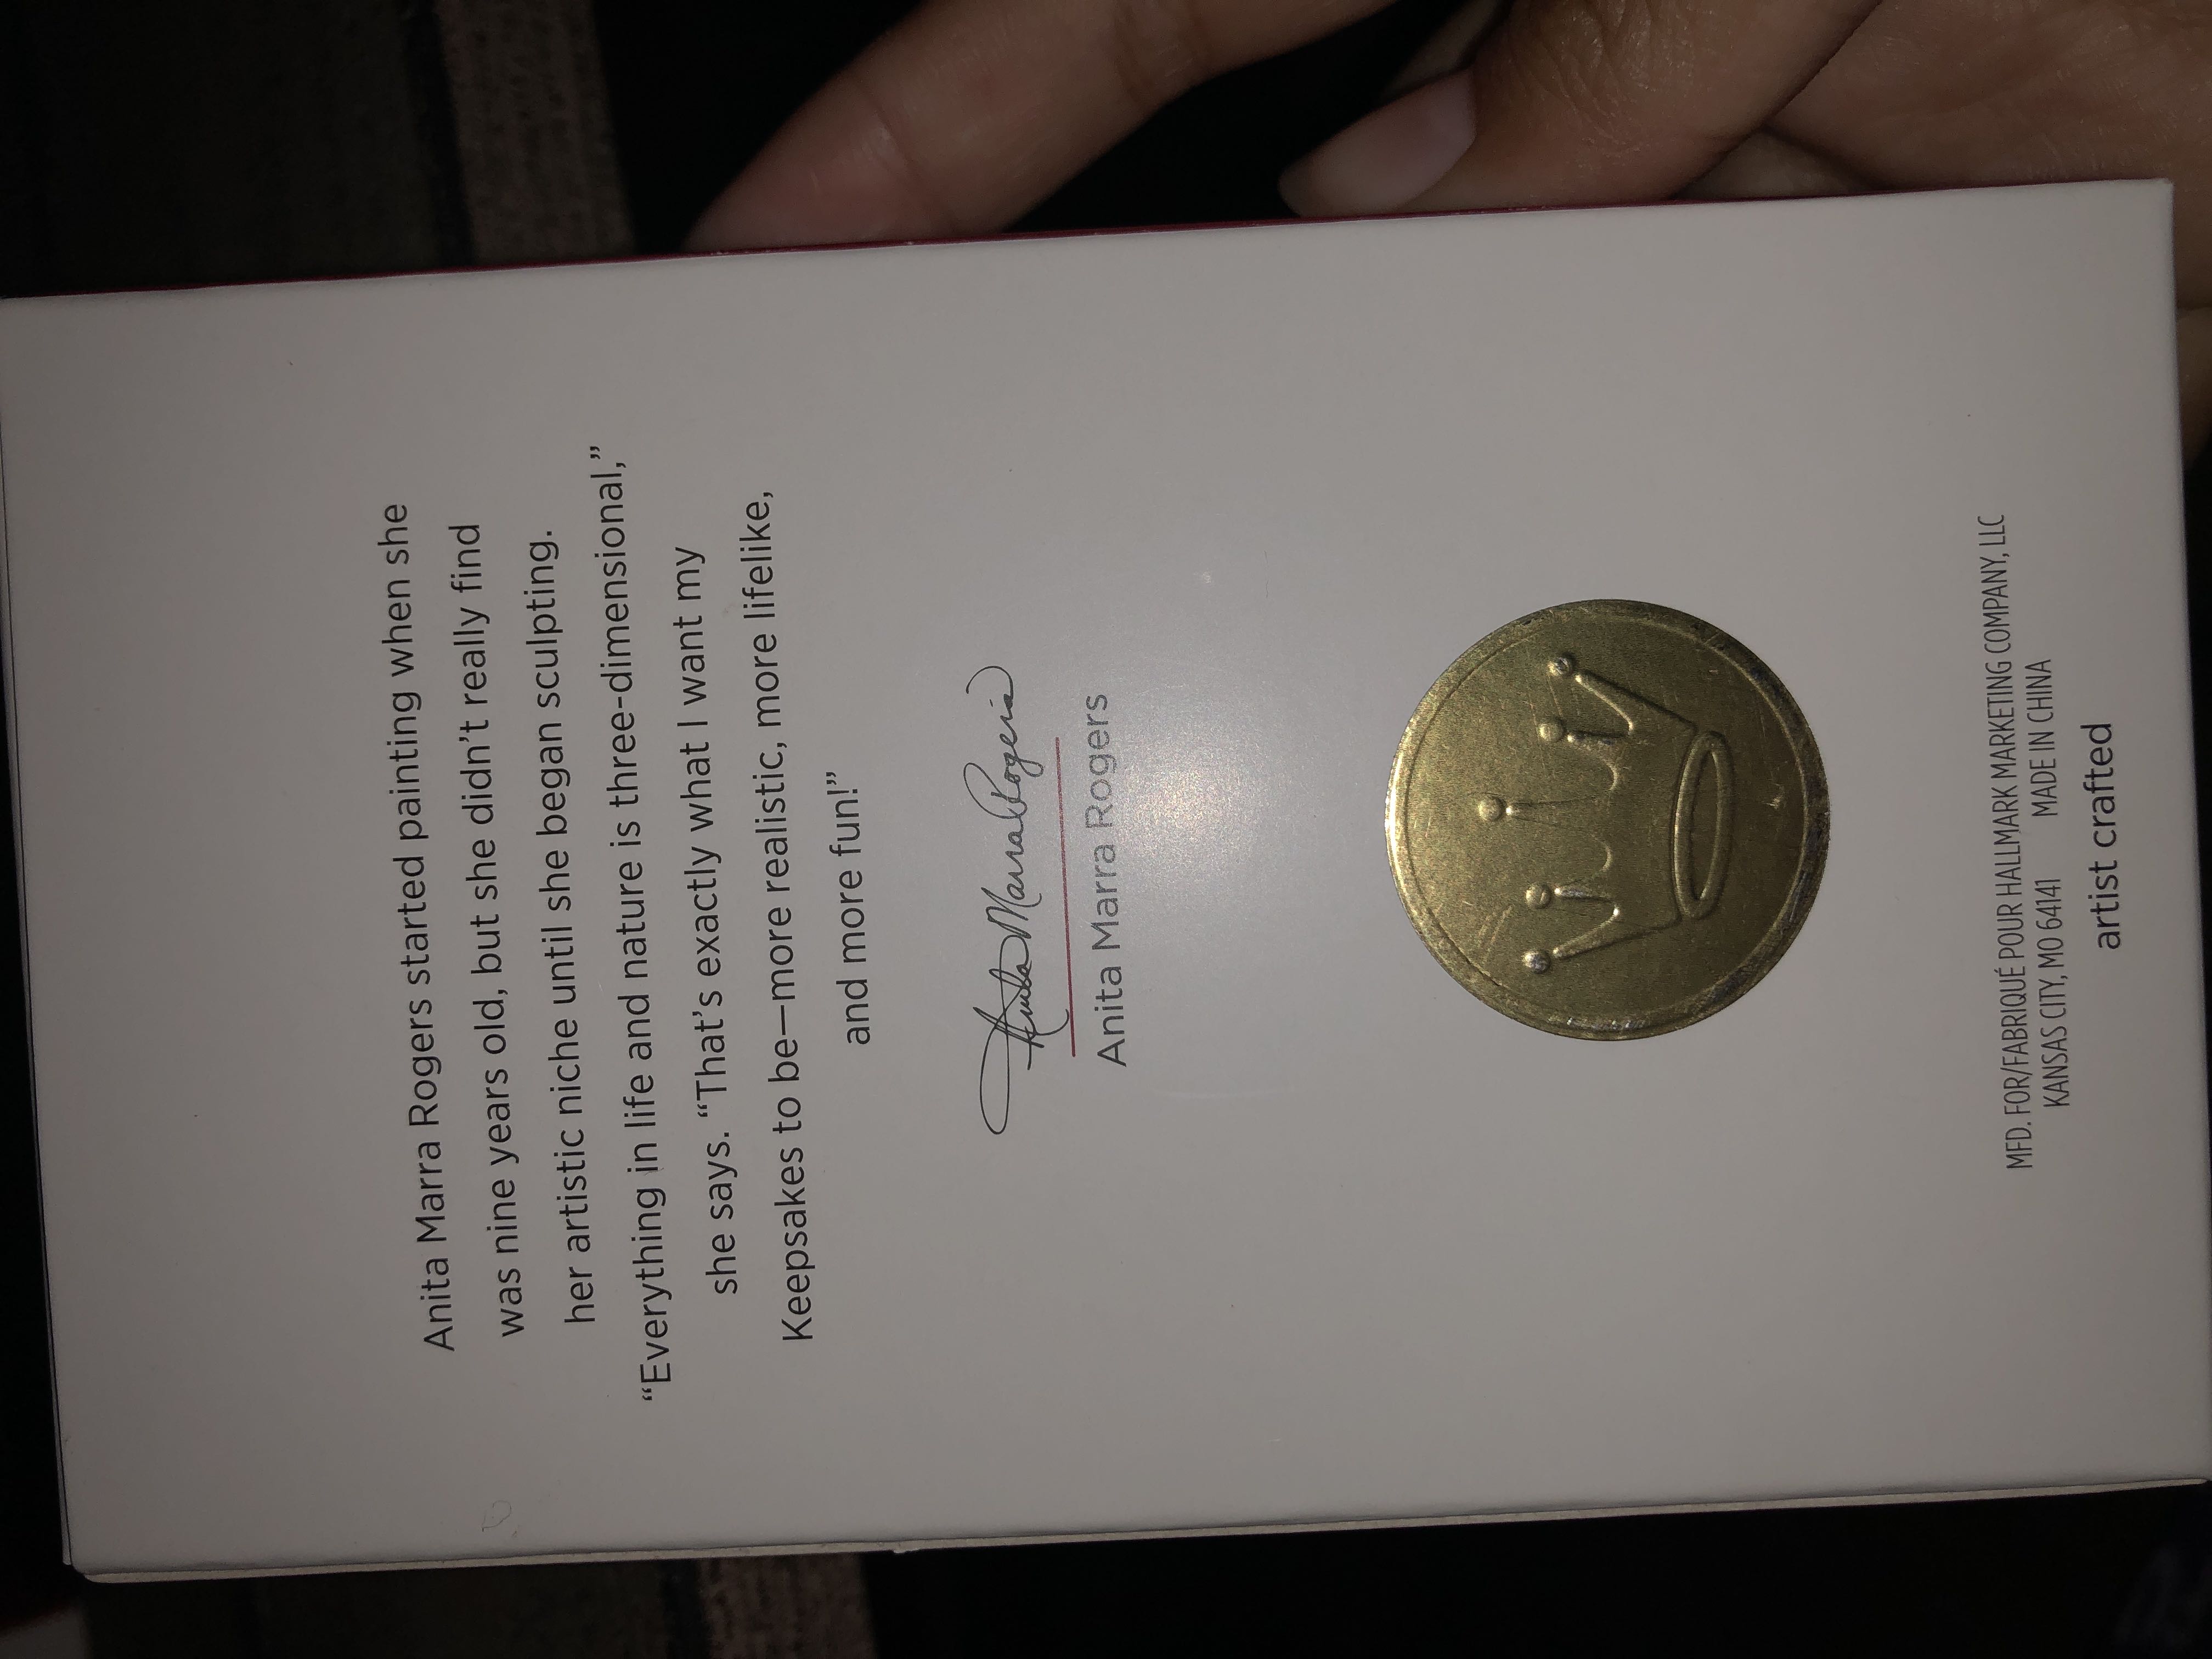 Anita Marra Rogers started painting when she
was nine years old, but she didn't really find
her artistic niche until she began sculpting.
“Everything in life and nature is three-dimensional,”
she says. “That's exactly what I want my
Keepsakes to be—more realistic, more lifelike,
and more fun!”
Anita Marra Rogers
Anita Marra Rogers
MFD. FOR/FABRIQUÉ POUR HALLMARK MARKETING COMPANY, LLC
KANSAS CITY, MO 64141 MADE IN CHINA
artist crafted